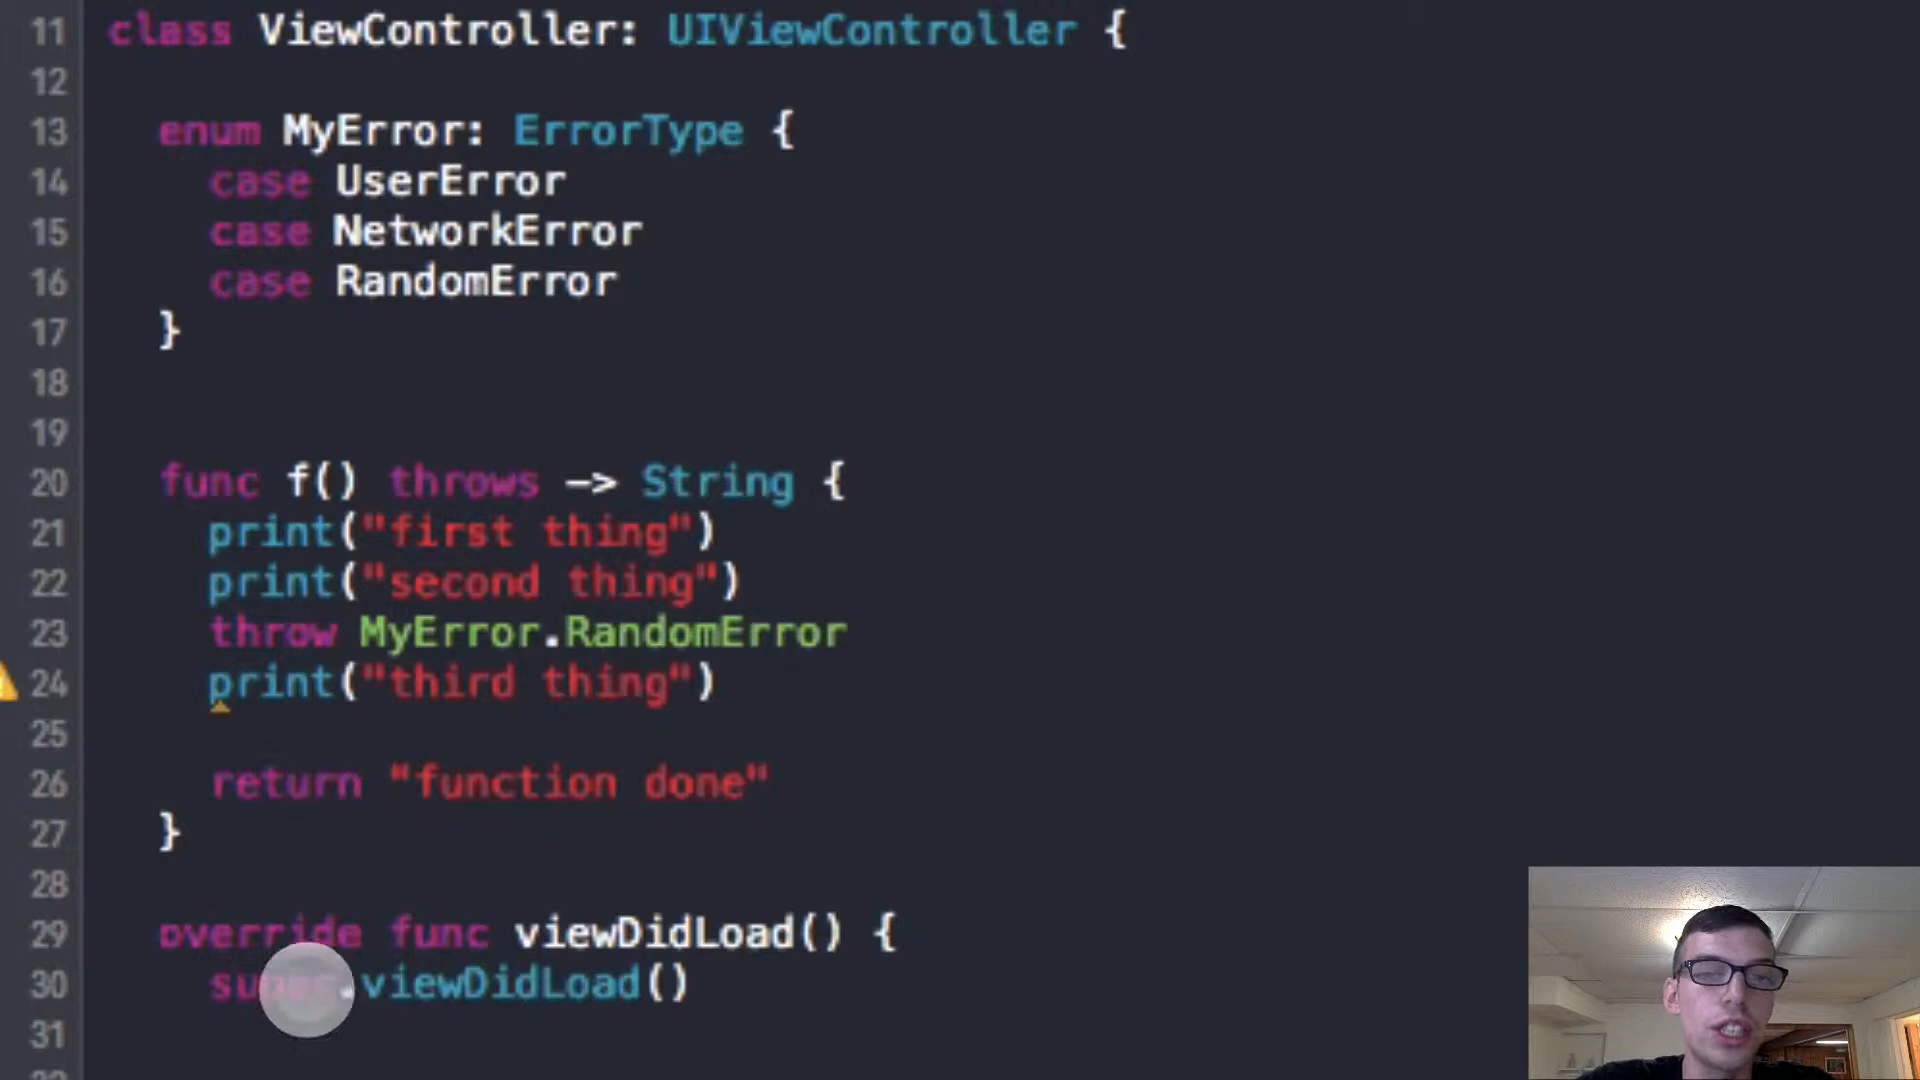 11 class ViewController: UIViewController {
12
13 enum MyError: ErrorType {
14 case UserError
15 case NetworkError
16 case RandomError
17 }
18
19
20 func f() throws -> String {
21 print("first thing")
22 print("second thing")
23 throw MyError.RandomError
24 print("third thing")
25
26 return "function done"
27 }
28
29 override func viewDidLoad() {
30 super.viewDidLoad()
31